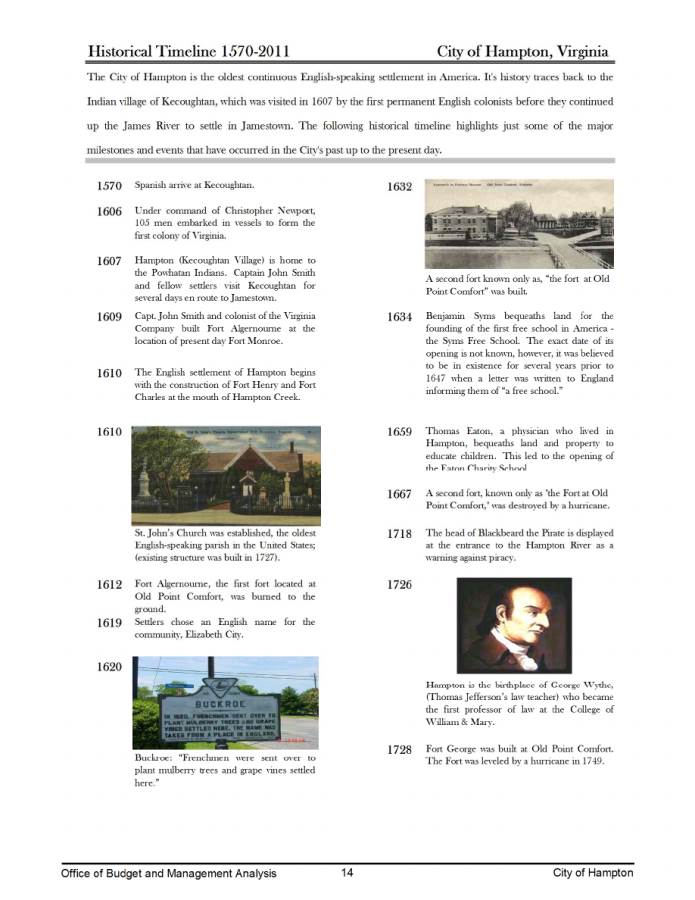 Historical Timeline 1570-2011 City of Hampton, Virginia
The City of Hampton is the oldest continuous English-speaking settlement in America. It's history traces back to the
Indian village of Kecoughtan, which was visited in 1607 by the first permanent English colonists before they continued
up the James River to settle in Jamestown. The following historical timeline highlights just some of the major
milestones and events that have occurred in the City's past up to the present day.
1570 Spanish arrive at Kecoughtan.
1606 Under command of Christopher Newport,
105 men embarked in vessels to form the
first colony of Virginia.
1607 Hampton (Kecoughtan Village) is home to
the Powhatan Indians. Captain John Smith
and fellow settlers visit Kecoughtan for
several days en route to Jamestown.
1609 Capt. John Smith and colonist of the Virginia
Company built Fort Algernourne at the
location of present day Fort Monroe.
1610 The English settlement of Hampton begins
with the construction of Fort Henry and Fort
Charles at the mouth of Hampton Creek.
1610
St. John's Church was established, the oldest
English-speaking parish in the United States;
(existing structure was built in 1727).
1612 Fort Algernourne, the first fort located at
Old Point Comfort, was burned to the
ground.
1619 Settlers chose an English name for the
community, Elizabeth City.
1620
BUCKROE
IN 1620, FRENCHMEN SENT OVER TO
PLANT MULBERRY TREES AND GRAPE
VINES SETTLED HERE. THE NAME WAS
TAKEN FROM A PLACE IN ENGLAND.
Buckroe: “Frenchmen were sent over to
plant mulberry trees and grape vines settled
here.”
1632
A second fort known only as, “the fort at Old
Point Comfort” was built.
1634 Benjamin Syms bequeaths land for the
founding of the first free school in America -
the Syms Free School. The exact date of its
opening is not known, however, it was believed
to be in existence for several years prior to
1647 when a letter was written to England
informing them of “a free school.”
1659 Thomas Eaton, a physician who lived in
Hampton, bequeaths land and property to
educate children. This led to the opening of
the Eaton Charity School
1667 A second fort, known only as 'the Fort at Old
Point Comfort,' was destroyed by a hurricane.
1718 The head of Blackbeard the Pirate is displayed
at the entrance to the Hampton River as a
warning against piracy.
1726
Hampton is the birthplace of George Wythe,
(Thomas Jefferson's law teacher) who became
the first professor of law at the College of
William & Mary.
1728 Fort George was built at Old Point Comfort.
The Fort was leveled by a hurricane in 1749.
Office of Budget and Management Analysis 14 City of Hampton